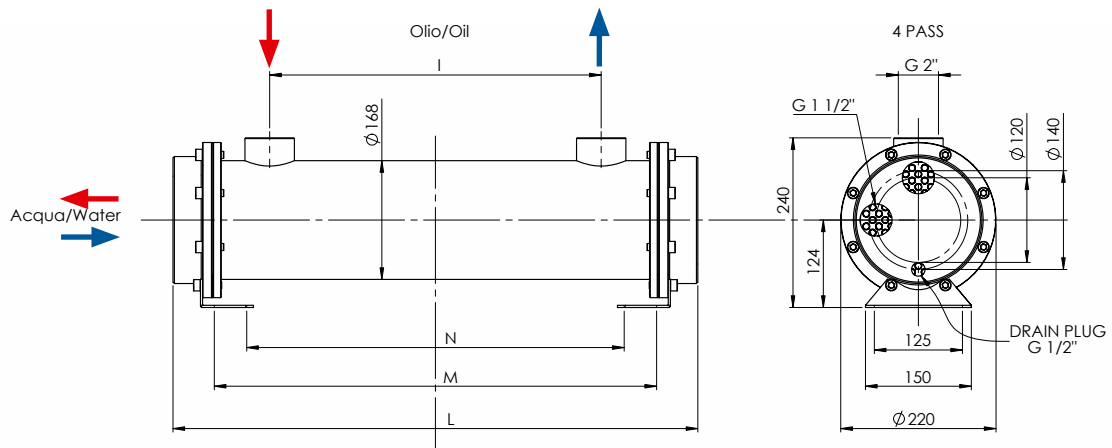 Olio/Oil
4 PASS
I
G 2"
G 1 1/2"
Ø168
Ø120
Ø140
Acqua/Water
240
124
N
DRAIN PLUG
G 1/2"
125
M
150
L
Ø220